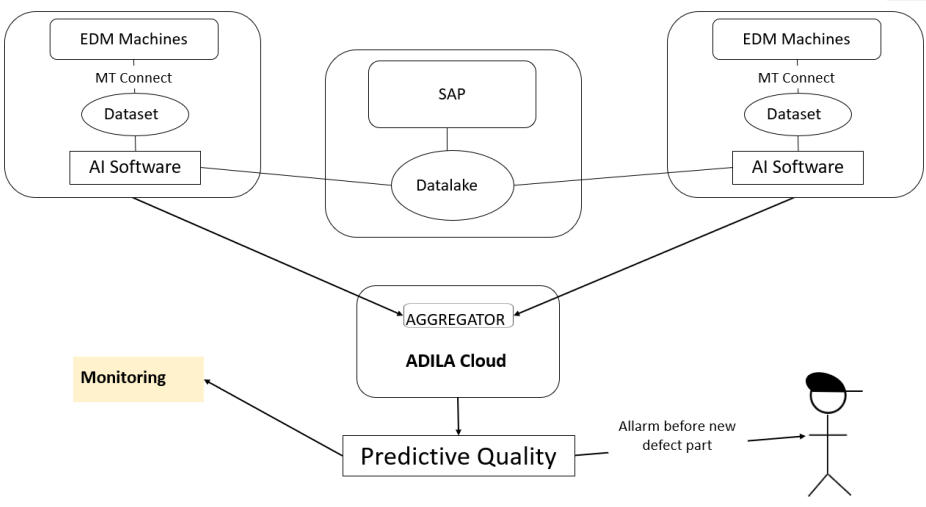 EDM Machines
MT Connect
Dataset
AI Software
SAP
Datalake
EDM Machines
MT Connect
Dataset
AI Software
AGGREGATOR
ADILA Cloud
Monitoring
Predictive Quality
Allarm before new
defect part